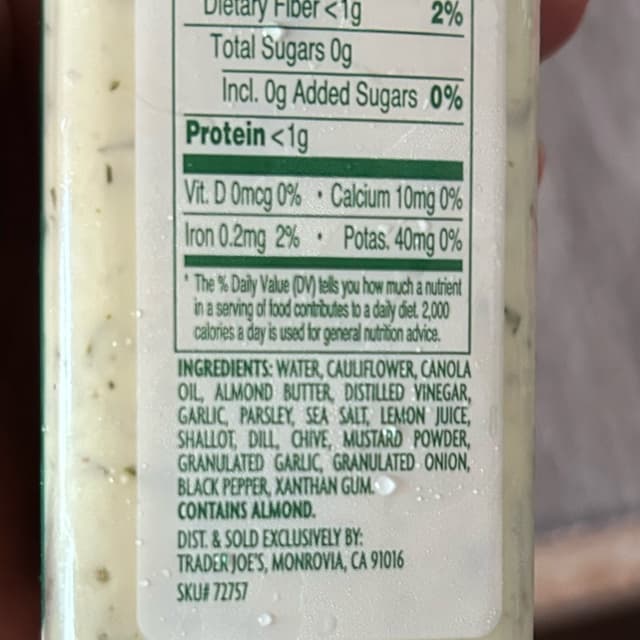 Dietary Fiber <1g 2%
Total Sugars 0g
Incl. 0g Added Sugars 0%
Protein <1g
Vit. D 0mcg 0% • Calcium 10mg 0%
Iron 0.2mg 2% • Potas. 40mg 0%
* The % Daily Value (DV) tells you how much a nutrient
in a serving of food contributes to a daily diet. 2,000
calories a day is used for general nutrition advice.
INGREDIENTS: WATER, CAULIFLOWER, CANOLA
OIL, ALMOND BUTTER, DISTILLED VINEGAR,
GARLIC, PARSLEY, SEA SALT, LEMON JUICE,
SHALLOT, DILL, CHIVE, MUSTARD POWDER,
GRANULATED GARLIC, GRANULATED ONION,
BLACK PEPPER, XANTHAN GUM.
CONTAINS ALMOND.
DIST. & SOLD EXCLUSIVELY BY:
TRADER JOE'S, MONROVIA, CA 91016
SKU# 72757